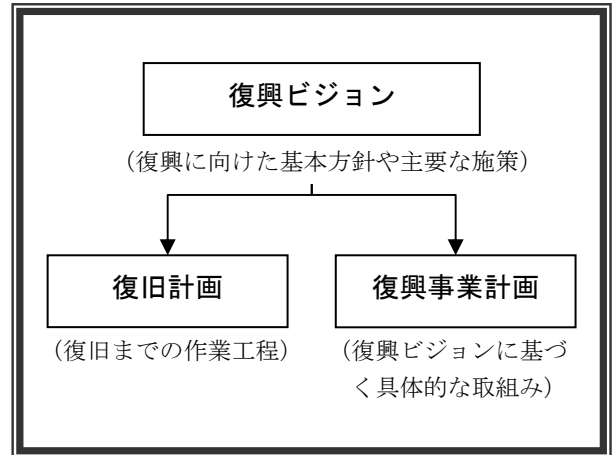 復興ビジョン
（復興に向けた基本方針や主要な施策）
復旧計画
（復旧までの作業工程）
復興事業計画
（復興ビジョンに基づ
く具体的な取組み）